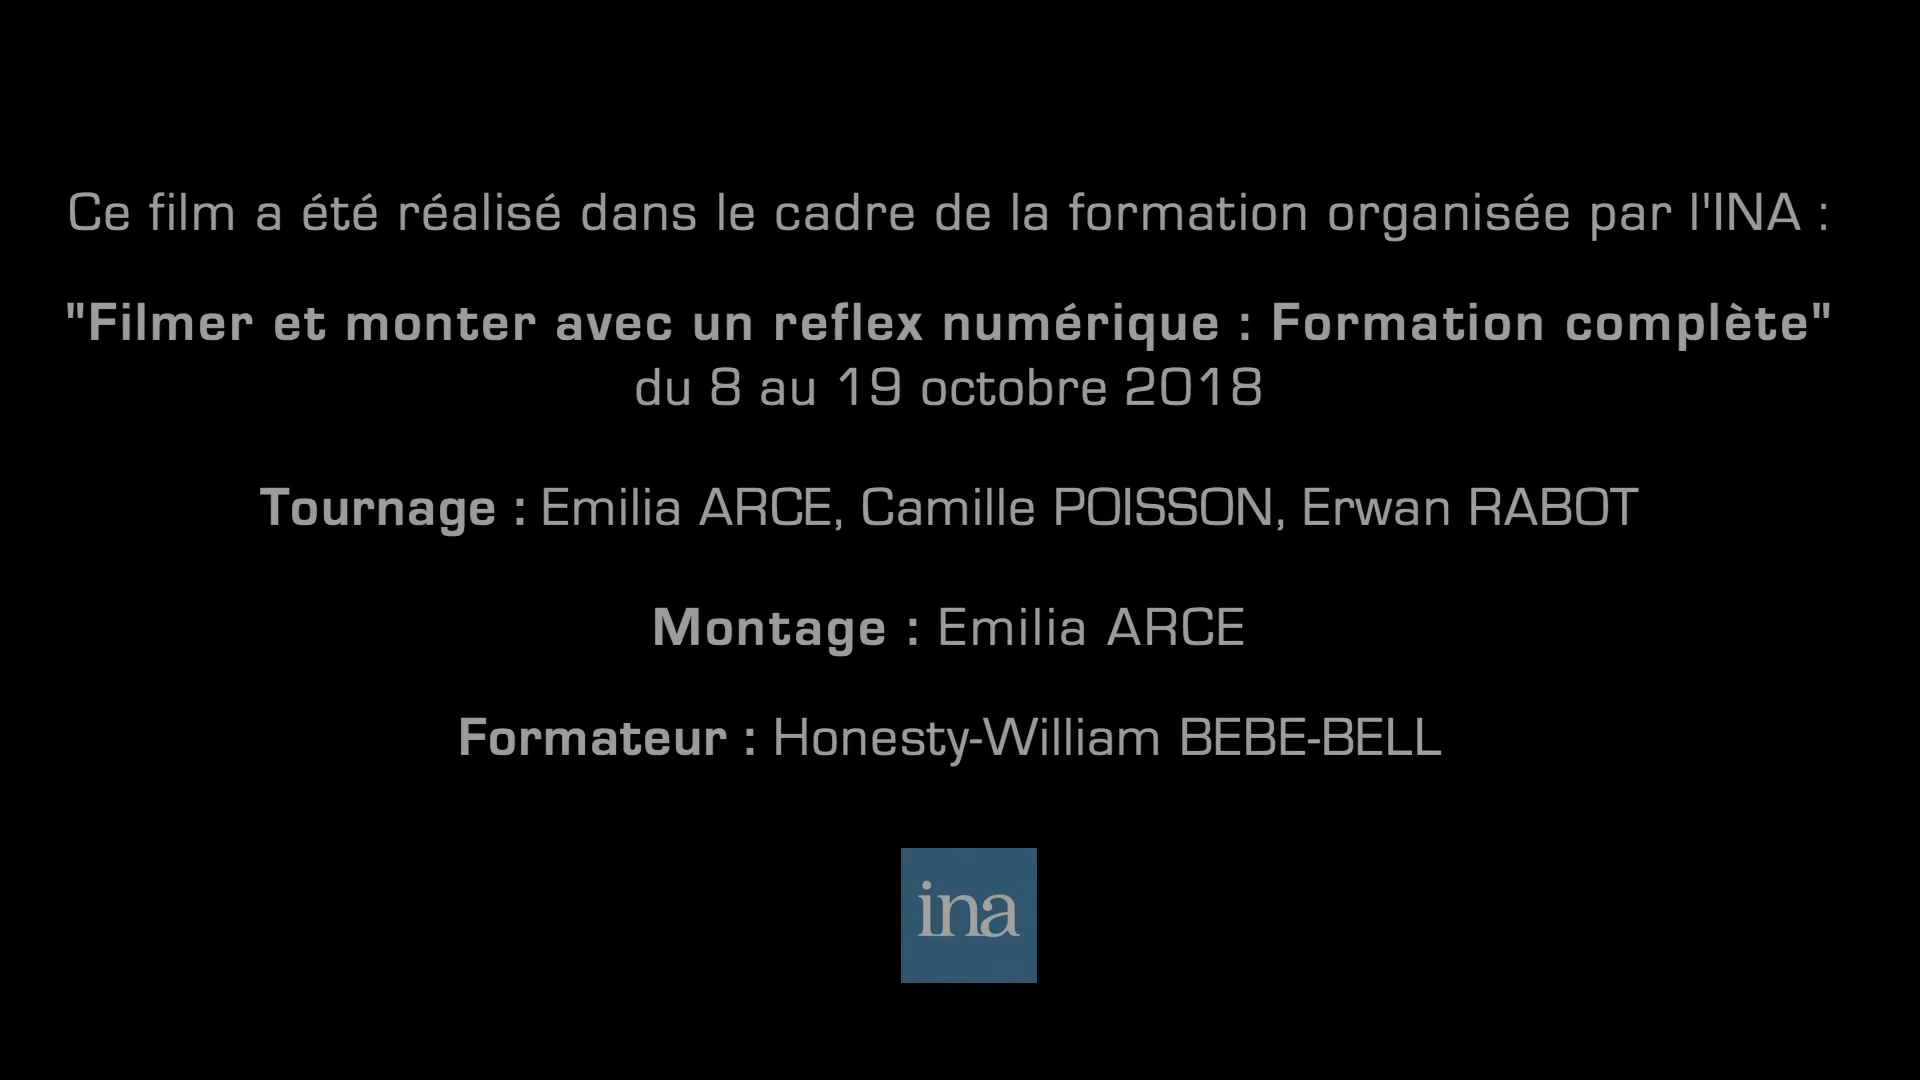 Ce film a été réalisé dans le cadre de la formation organisée par l'INA :
"Filmer et monter avec un reflex numérique : Formation complète"
du 8 au 19 octobre 2018
Tournage : Emilia ARCE, Camille POISSON, Erwan RABOT
Montage : Emilia ARCE
Formateur : Honesty-William BEBE-BELL
ina